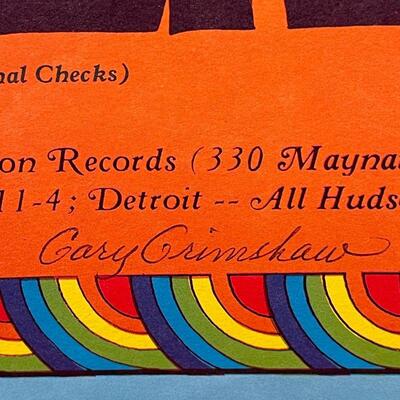 nal Checks)
on Records (330 Maynar
11-4; Detroit -- All Huds
Gary Grimshaw